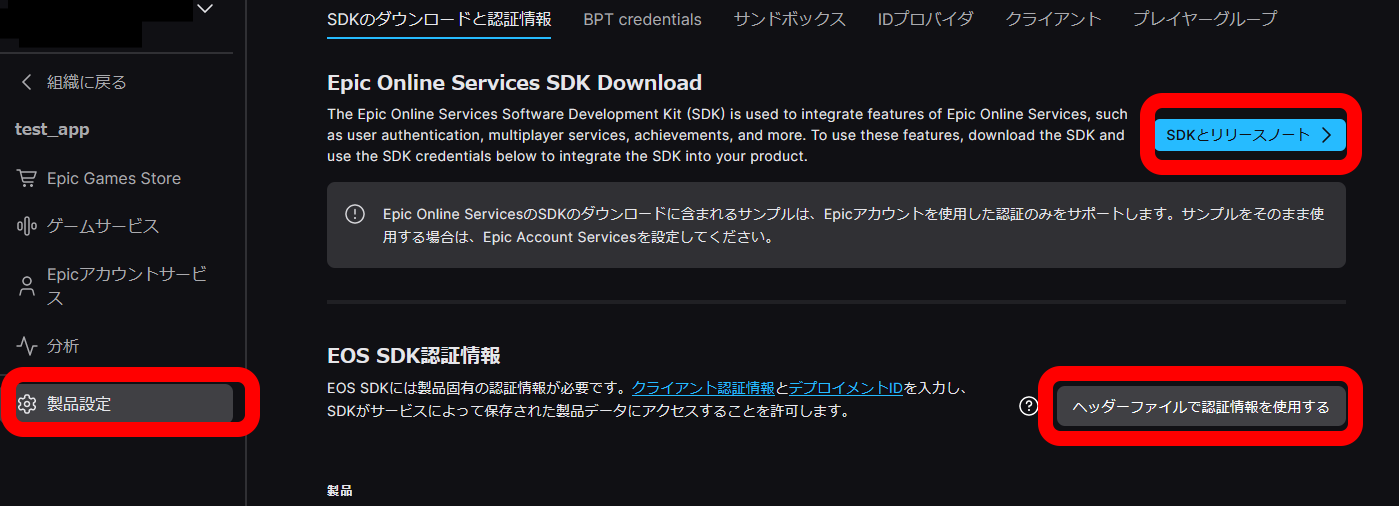 SDKのダウンロードと認証情報 BPT credentials サンドボックス IDプロバイダ クライアント プレイヤーグループ
組織に戻る
test_app
Epic Games Store
ゲームサービス
Epicアカウントサービ
ス
分析
製品設定
Epic Online Services SDK Download
The Epic Online Services Software Development Kit (SDK) is used to integrate features of Epic Online Services, such
as user authentication, multiplayer services, achievements, and more. To use these features, download the SDK and
use the SDK credentials below to integrate the SDK into your product.
SDKとリリースノート
Epic Online ServicesのSDKのダウンロードに含まれるサンプルは、Epicアカウントを使用した認証のみをサポートします。サンプルをそのまま使
用する場合は、Epic Account Servicesを設定してください。
EOS SDK認証情報
EOS SDKには製品固有の認証情報が必要です。クライアント認証情報とデプロイメントIDを入力し、
SDKがサービスによって保存された製品データにアクセスすることを許可します。
ヘッダーファイルで認証情報を使用する
製品